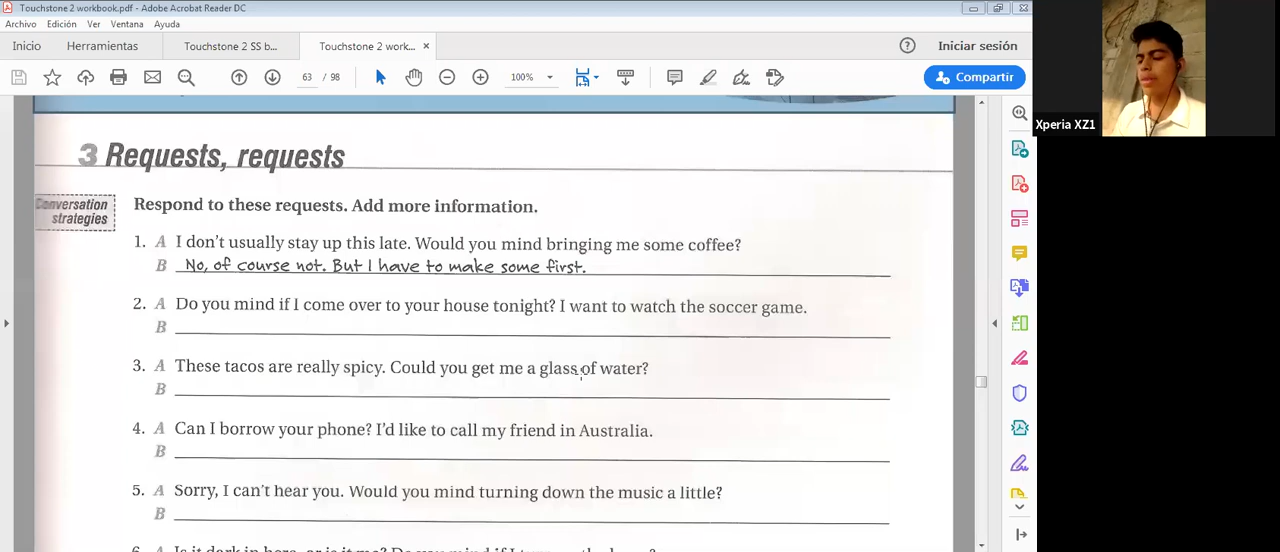 Touchstone 2 workbook.pdf - Adobe Acrobat Reader DC
Archivo Edición Ver Ventana Ayuda
Inicio Herramientas Touchstone 2 SS b... Touchstone 2 work... × ? Iniciar sesión
63 / 98 100% Compartir
Xperia XZ1
3 Requests, requests
Conversation
strategies
Respond to these requests. Add more information.
1. A I don't usually stay up this late. Would you mind bringing me some coffee?
B No, of course not. But I have to make some first.
2. A Do you mind if I come over to your house tonight? I want to watch the soccer game.
B
3. A These tacos are really spicy. Could you get me a glass of water?
B
4. A Can I borrow your phone? I'd like to call my friend in Australia.
B
5. A Sorry, I can't hear you. Would you mind turning down the music a little?
B